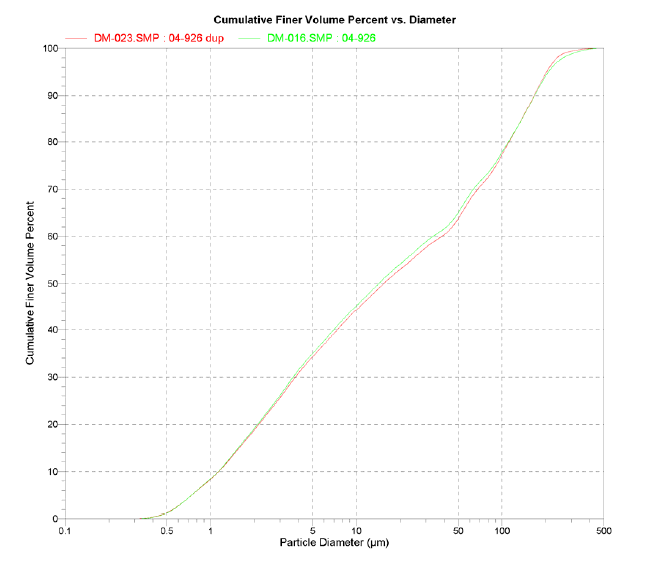 Cumulative Finer Volume Percent vs. Diameter
DM-023.SMP : 04-926 dup DM-016.SMP : 04-926
100
90
80
70
60
50
40
30
20
10
0
Cumulative Finer Volume Percent
0.1 0.5 1 5 10 50 100 500
Particle Diameter (µm)